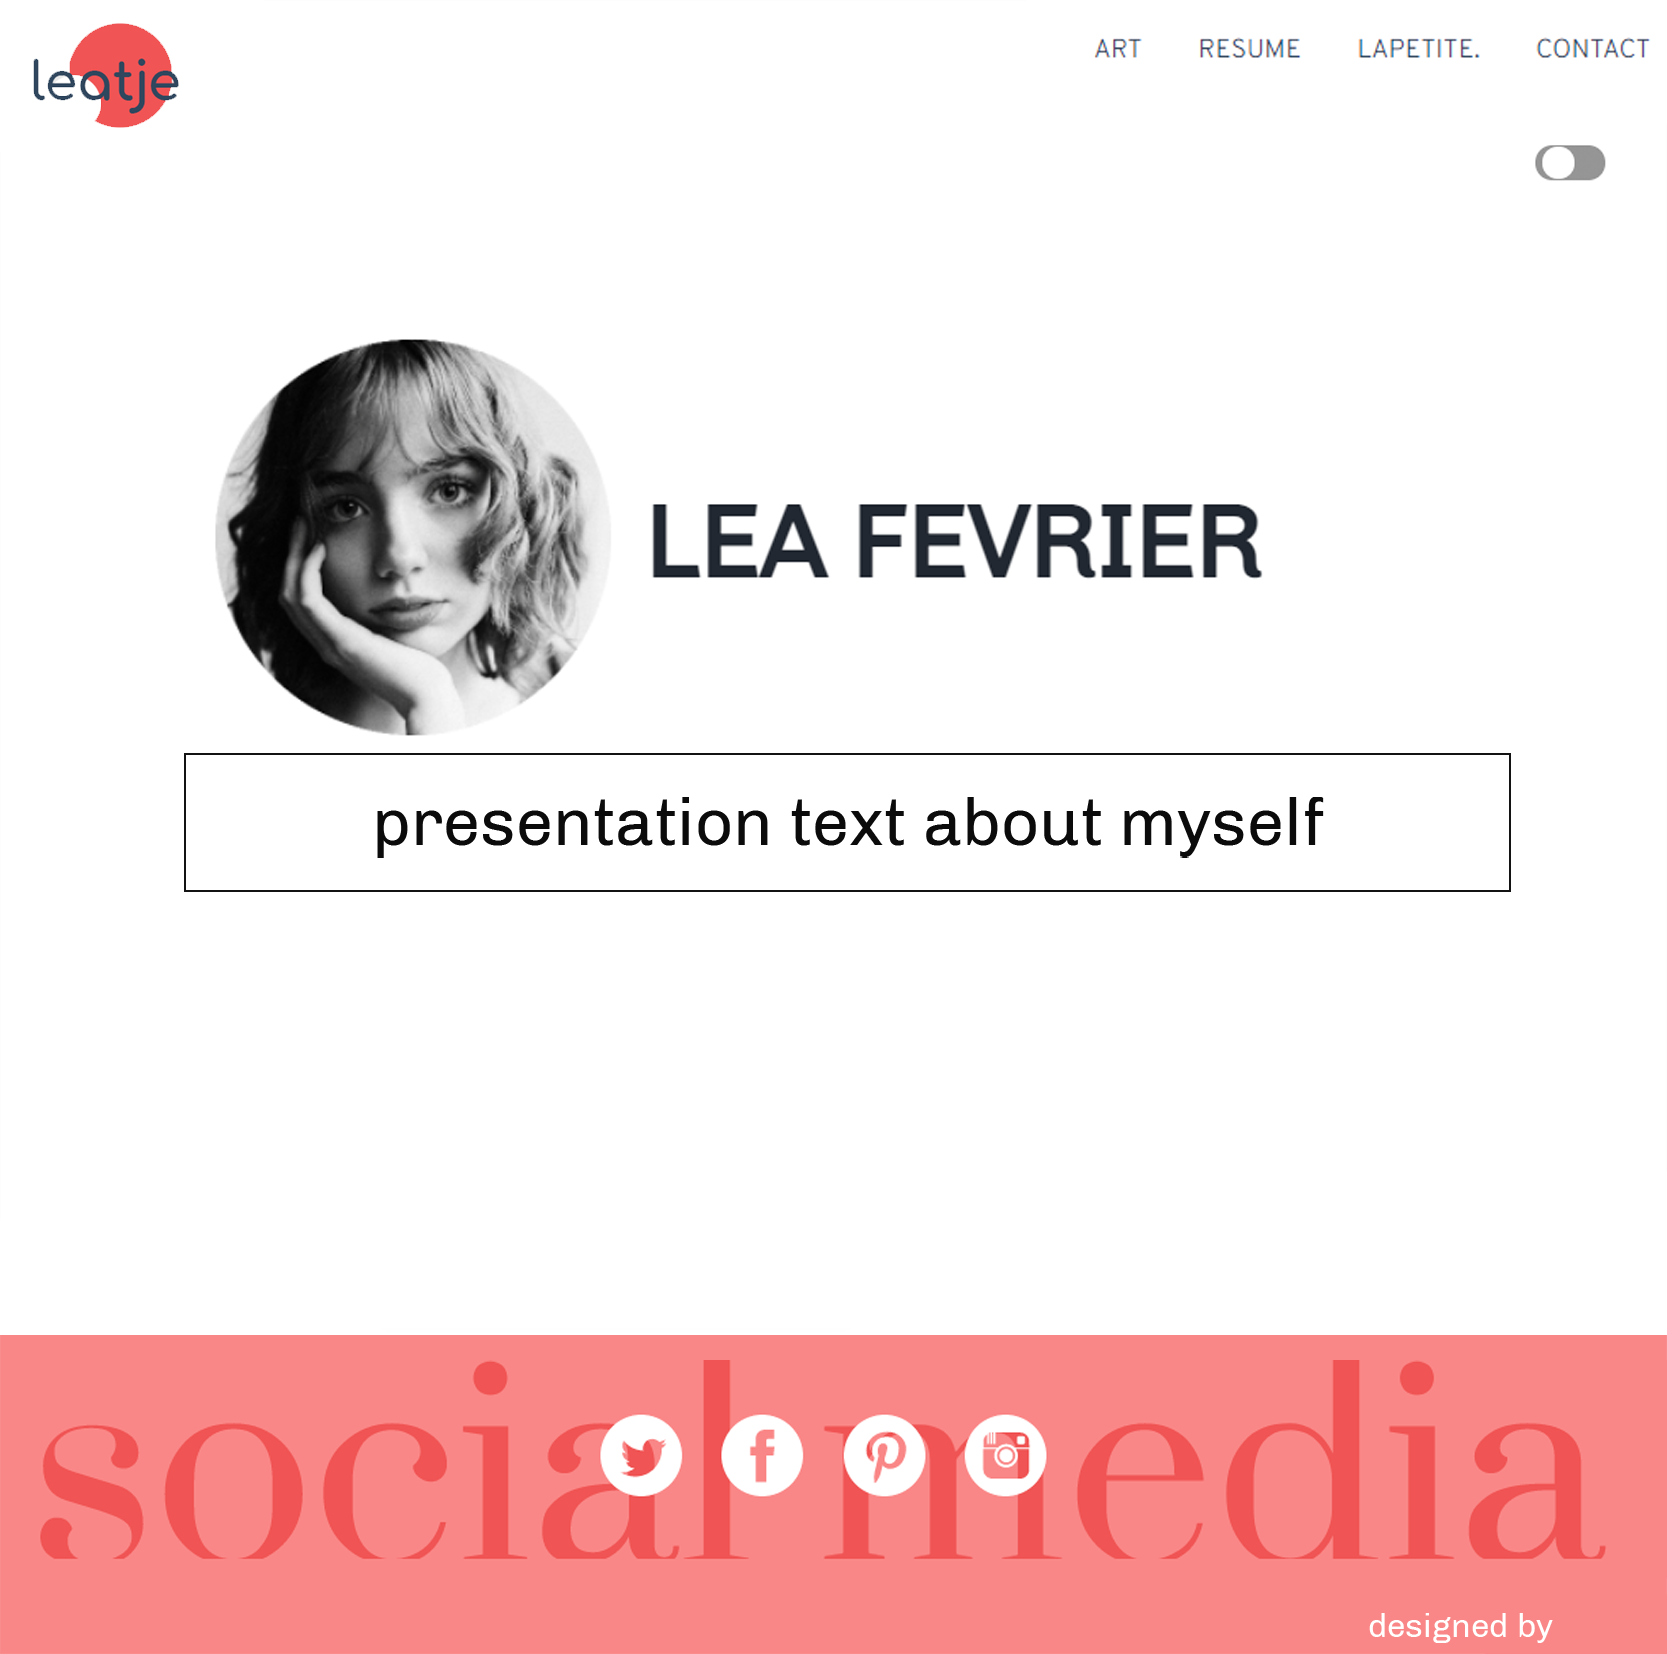 leatje
ART RESUME LAPETITE. CONTACT
LEA FEVRIER
presentation text about myself
social media
designed by